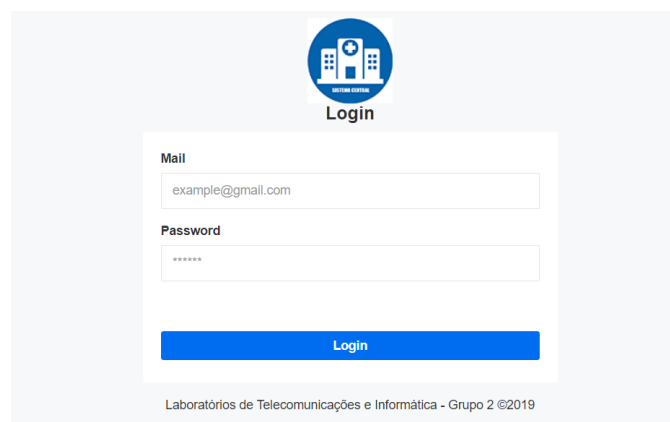 SISTEMA CENTRAL
Login
Mail
example@gmail.com
Password
******
Login
Laboratórios de Telecomunicações e Informática - Grupo 2 ©2019